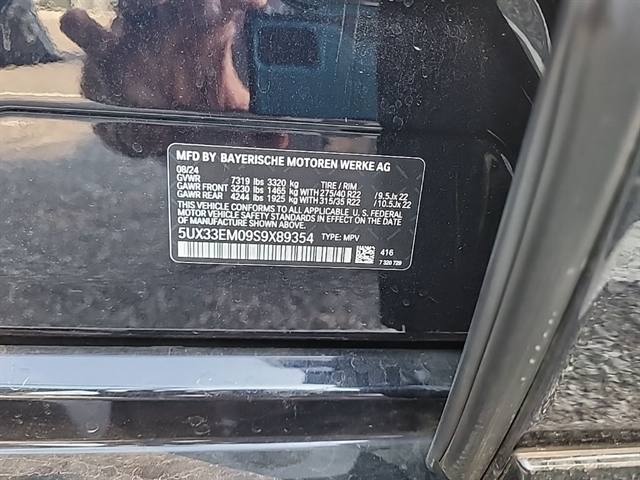 MFD BY BAYERISCHE MOTOREN WERKE AG
08/24
GVWR 7319 lbs 3320 kg TIRE / RIM
GAWR FRONT 3230 lbs 1465 kg WITH 275/40 R22 / 9.5Jx 22
GAWR REAR 4244 lbs 1925 kg WITH 315/35 R22 / 10.5Jx 22
THIS VEHICLE CONFORMS TO ALL APPLICABLE U. S. FEDERAL
MOTOR VEHICLE SAFETY STANDARDS IN EFFECT ON THE DATE OF
MANUFACTURE SHOWN ABOVE.
5UX33EM09S9X89354 TYPE: MPV
416
7 320 729